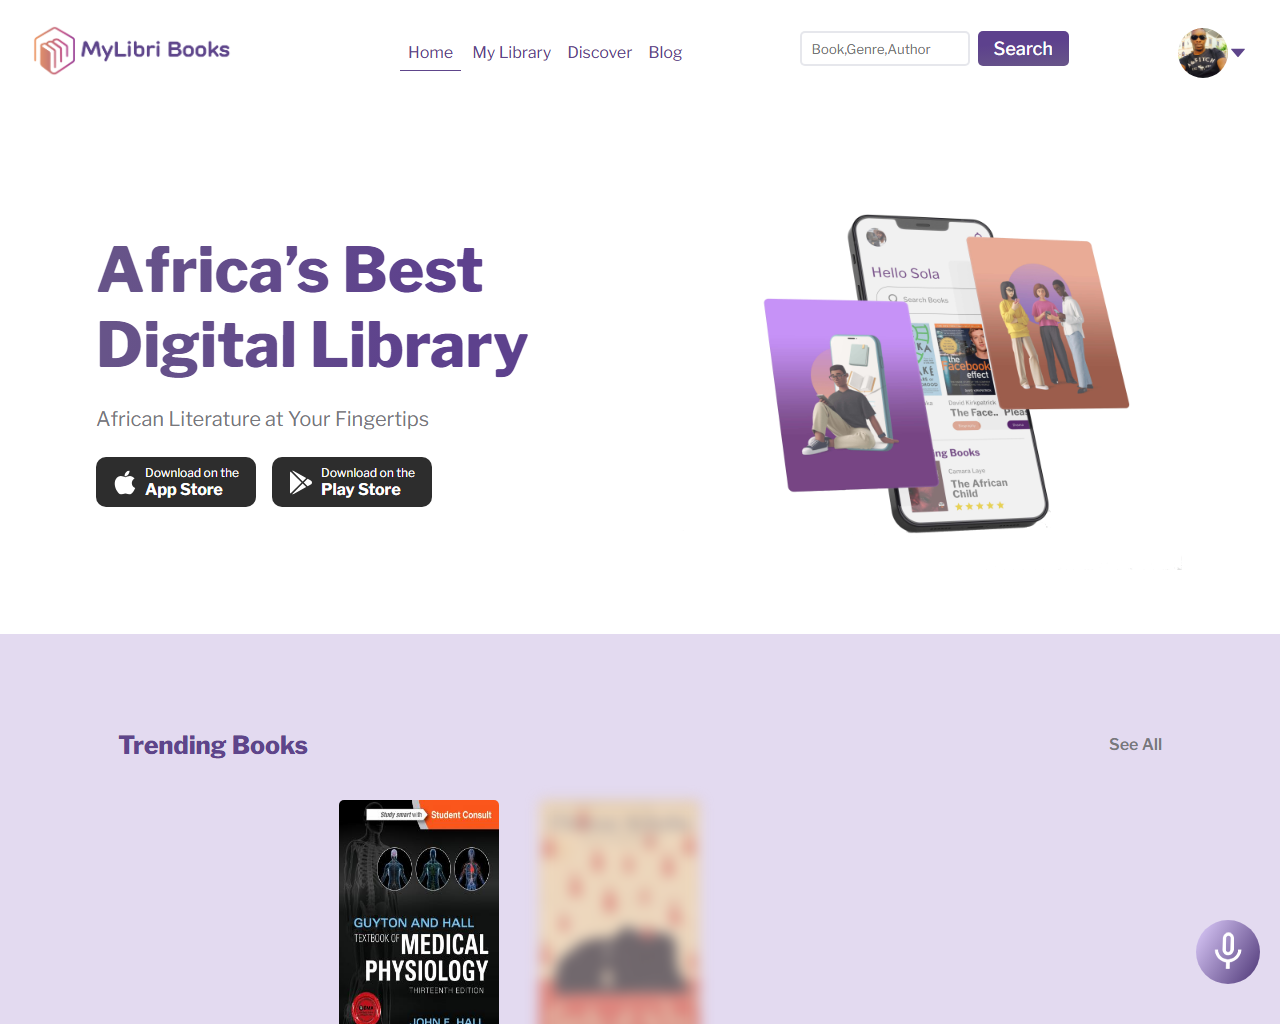 MyLibri Books
Home My Library Discover Blog
Book,Genre,Author
Search
Africa’s Best
Digital Library
African Literature at Your Fingertips
Download on the
App Store
Download on the
Play Store
Hello Sola
Search Books
the
facebook
effect
David Kirkpatrick
The Face..
Camara Laye
The African
Child
Trending Books
See All
Study smart with
Student Consult
GUYTON AND HALL
TEXTBOOK OF MEDICAL
PHYSIOLOGY
THIRTEENTH EDITION
JOHN E. HALL